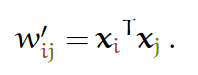 w′ᵢⱼ = xᵢᵀxⱼ .